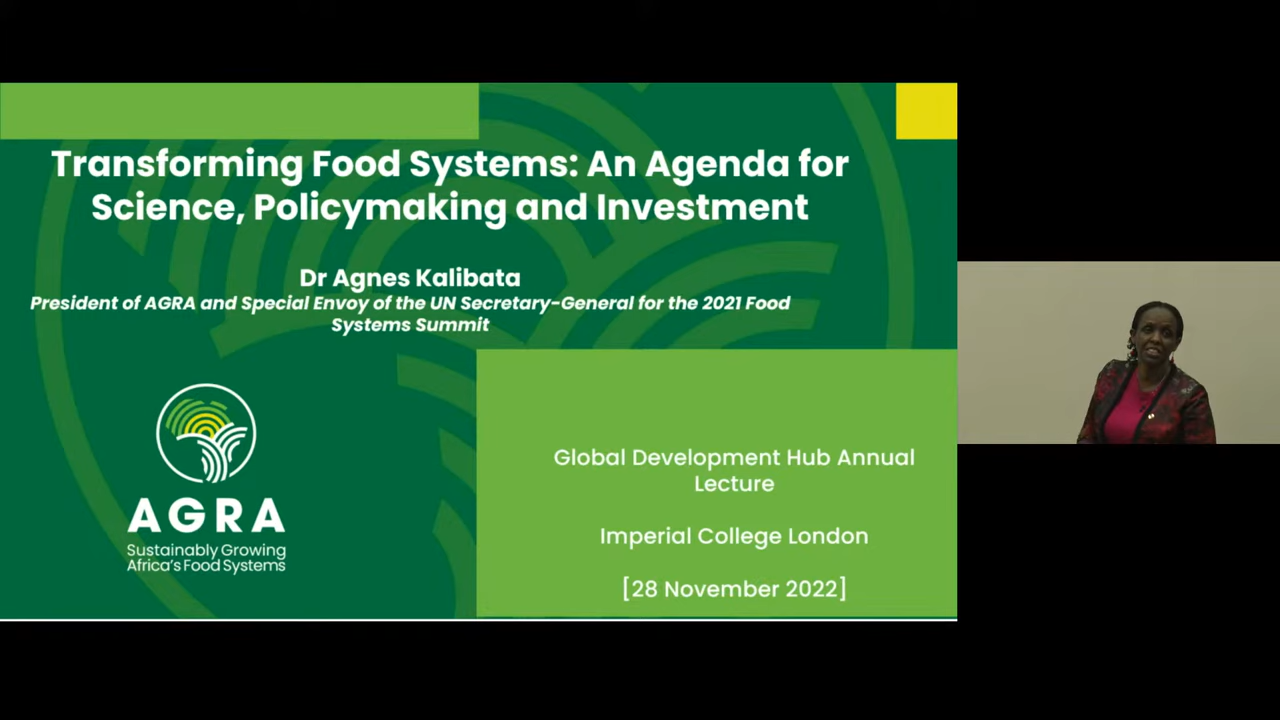 Transforming Food Systems: An Agenda for
Science, Policymaking and Investment
Dr Agnes Kalibata
President of AGRA and Special Envoy of the UN Secretary-General for the 2021 Food
Systems Summit
AGRA
Sustainably Growing
Africa's Food Systems
Global Development Hub Annual
Lecture
Imperial College London
[28 November 2022]